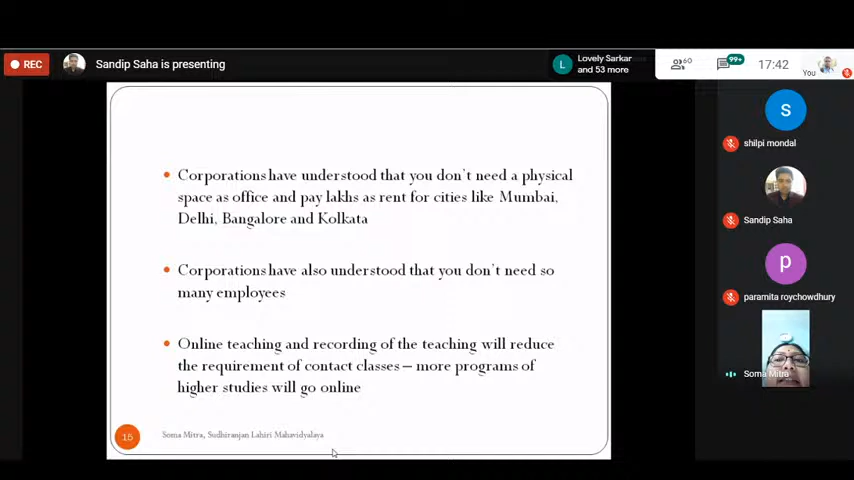 REC
Sandip Saha is presenting
L
Lovely Sarkar
and 53 more
60
99+
17:42
You
Corporations have understood that you don't need a physical
space as office and pay lakhs as rent for cities like Mumbai,
Delhi, Bangalore and Kolkata
Corporations have also understood that you don't need so
many employees
Online teaching and recording of the teaching will reduce
the requirement of contact classes – more programs of
higher studies will go online
15
Soma Mitra, Sudhiranjan Lahiri Mahavidyalaya
s
shilpi mondal
Sandip Saha
p
paramita roychowdhury
Soma Mitra